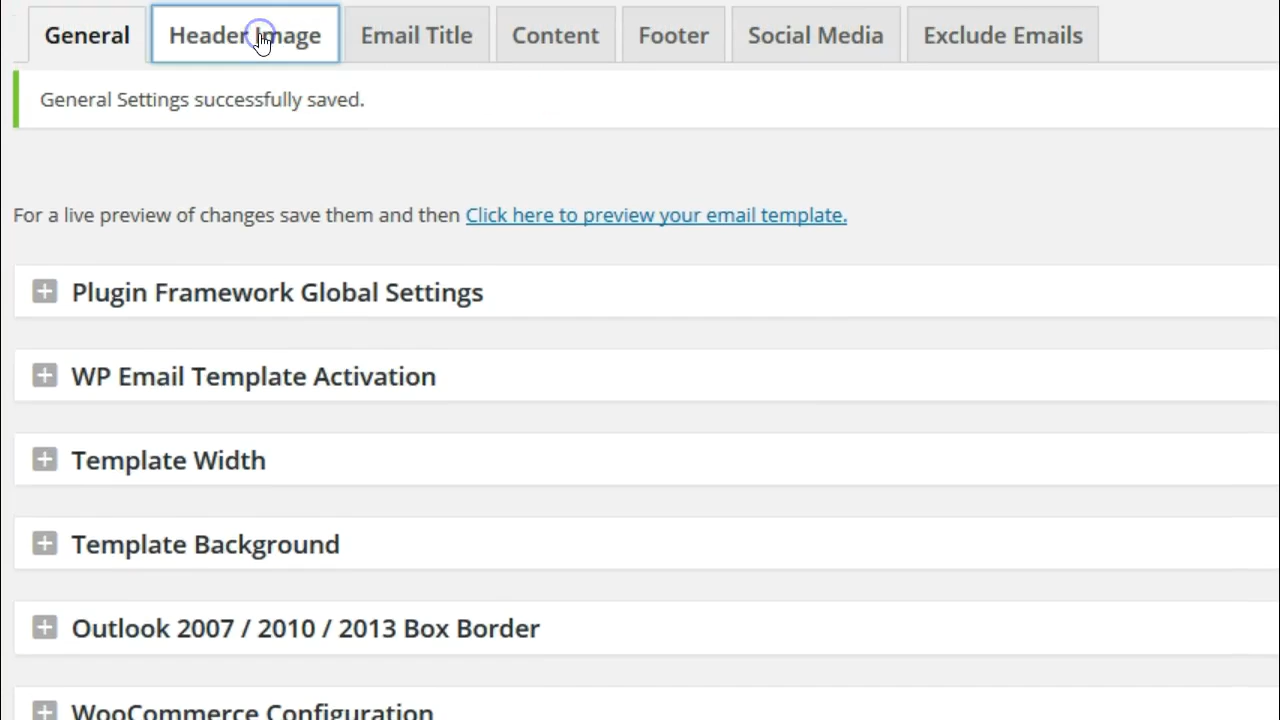 General Header Image Email Title Content Footer Social Media Exclude Emails
General Settings successfully saved.
For a live preview of changes save them and then Click here to preview your email template.
Plugin Framework Global Settings
WP Email Template Activation
Template Width
Template Background
Outlook 2007 / 2010 / 2013 Box Border
WooCommerce Configuration